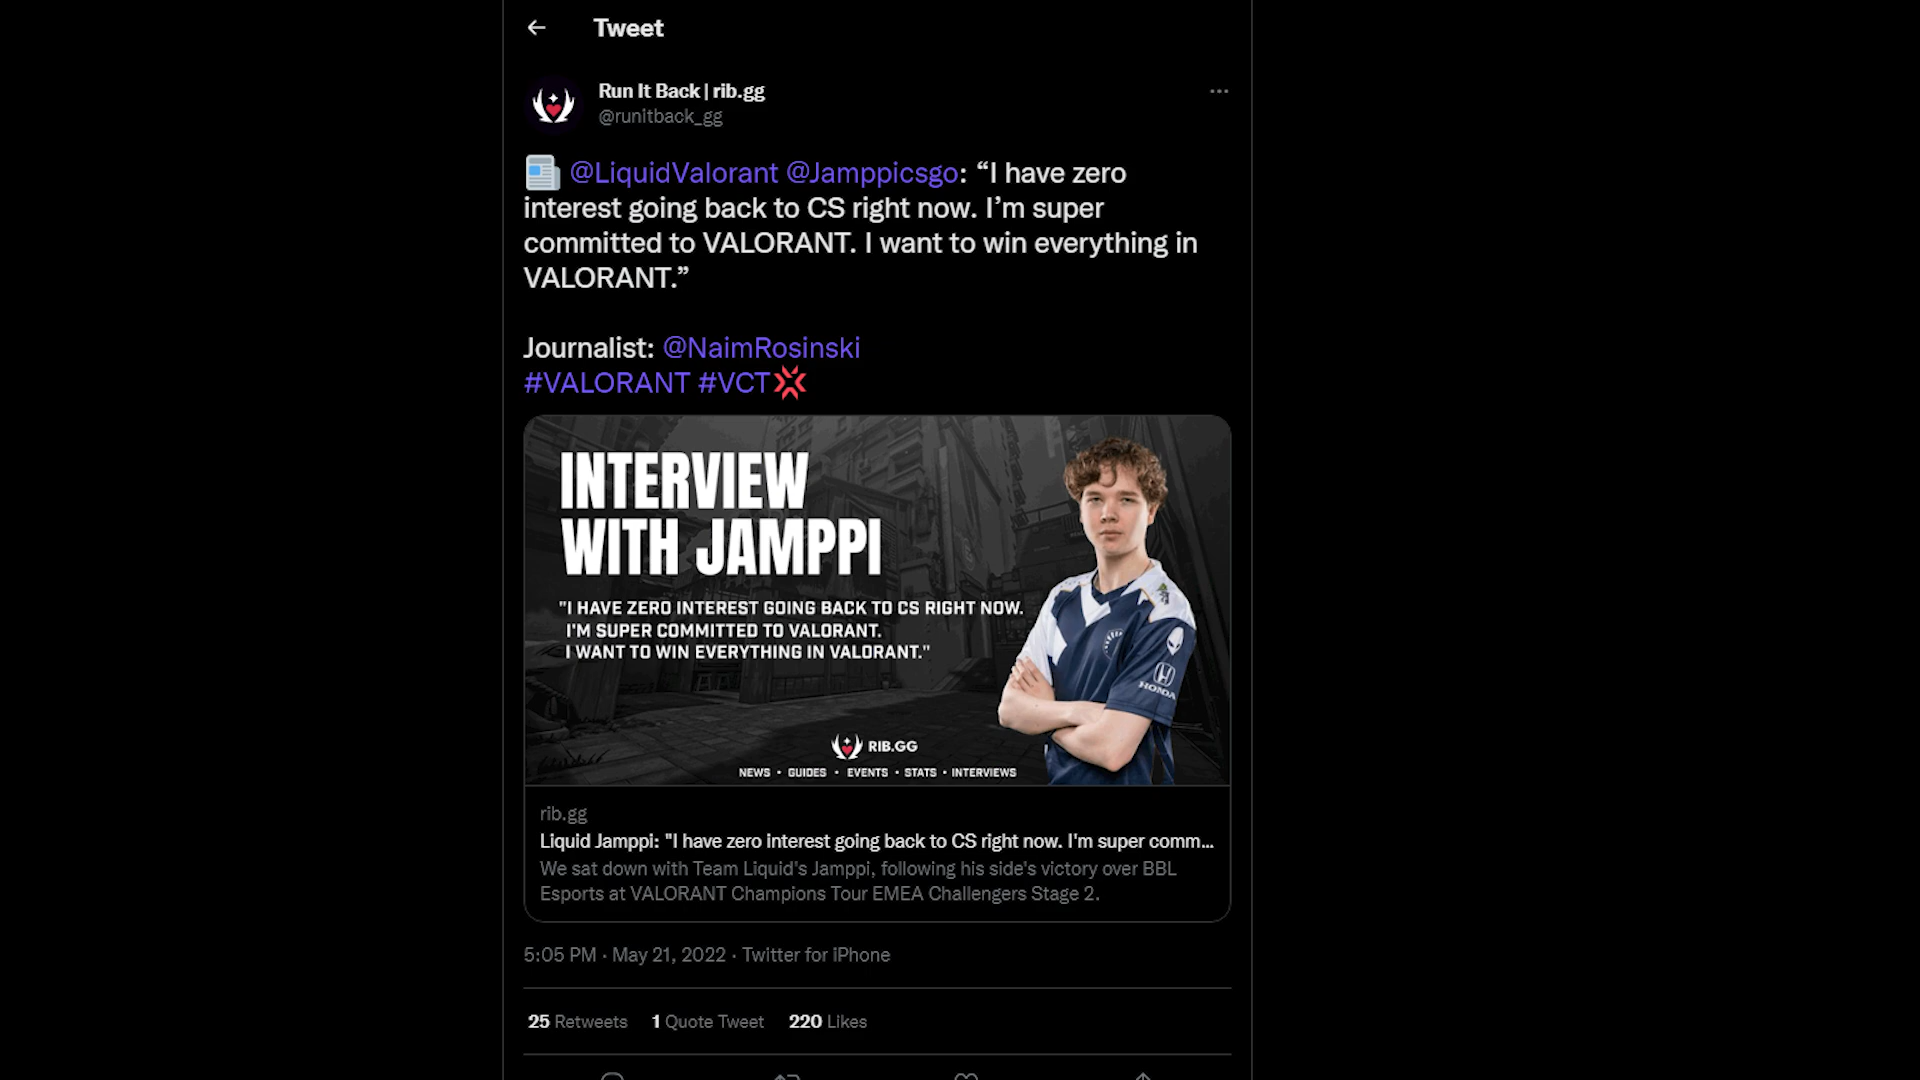 Tweet
Run It Back | rib.gg
@runitback_gg
@LiquidValorant @Jamppicsgo: “I have zero
interest going back to CS right now. I’m super
committed to VALORANT. I want to win everything in
VALORANT.”
Journalist: @NaimRosinski
#VALORANT #VCT
INTERVIEW
WITH JAMPPI
"I HAVE ZERO INTEREST GOING BACK TO CS RIGHT NOW.
I'M SUPER COMMITTED TO VALORANT.
I WANT TO WIN EVERYTHING IN VALORANT."
HONDA
RIB.GG
NEWS • GUIDES • EVENTS • STATS • INTERVIEWS
rib.gg
Liquid Jamppi: "I have zero interest going back to CS right now. I'm super comm...
We sat down with Team Liquid's Jamppi, following his side's victory over BBL
Esports at VALORANT Champions Tour EMEA Challengers Stage 2.
5:05 PM · May 21, 2022 · Twitter for iPhone
25 Retweets 1 Quote Tweet 220 Likes